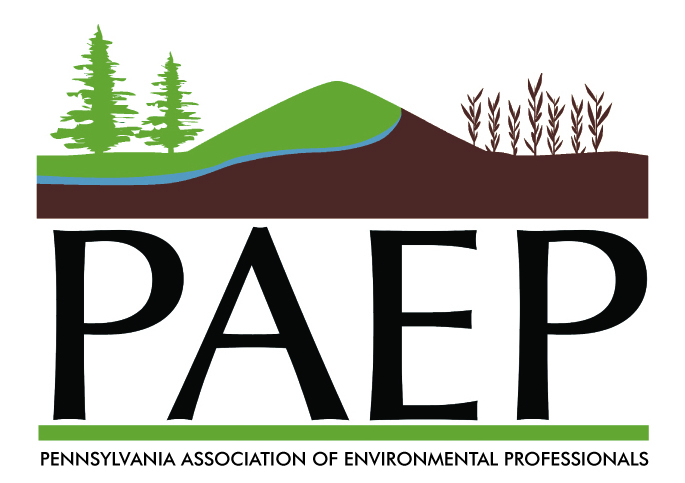 PAEP
PENNSYLVANIA ASSOCIATION OF ENVIRONMENTAL PROFESSIONALS